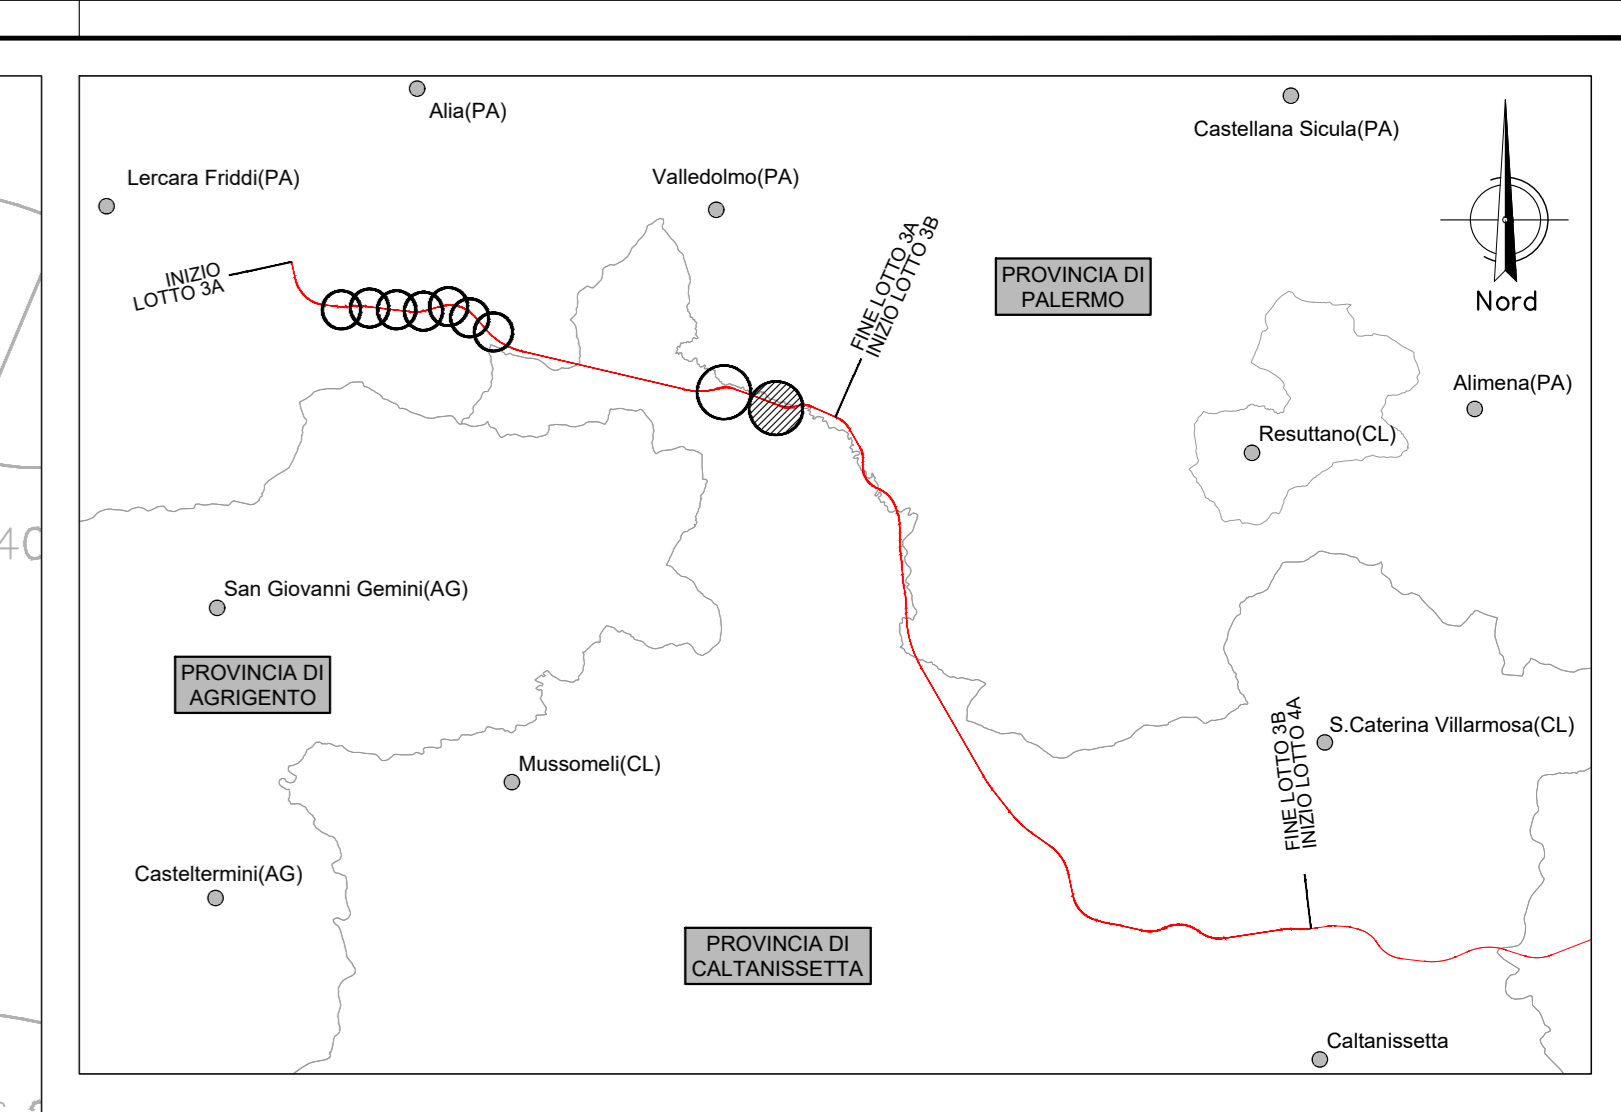 Alia(PA)
Castellana Sicula(PA)
Lercara Friddi(PA)
Valledolmo(PA)
INIZIO
LOTTO 3A
FINE LOTTO 3A
INIZIO LOTTO 3B
PROVINCIA DI
PALERMO
Nord
Alimena(PA)
Resuttano(CL)
40
San Giovanni Gemini(AG)
PROVINCIA DI
AGRIGENTO
FINE LOTTO 3B
INIZIO LOTTO 4A
S.Caterina Villarmosa(CL)
Mussomeli(CL)
Casteltermini(AG)
PROVINCIA DI
CALTANISSETTA
Caltanissetta